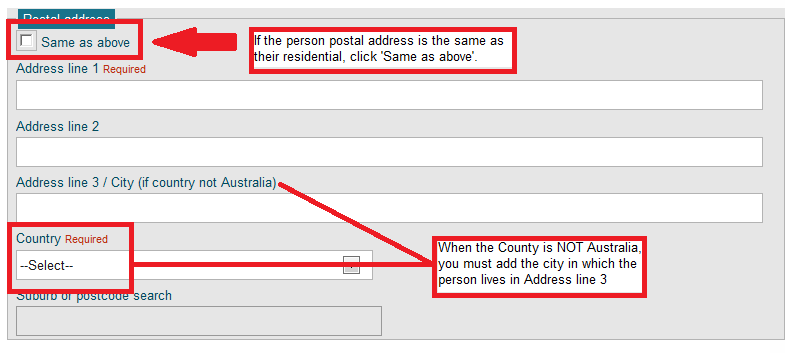 Postal address
Same as above
If the person postal address is the same as
their residential, click 'Same as above'.
Address line 1 Required
Address line 2
Address line 3 / City (if country not Australia)
Country Required
--Select--
When the County is NOT Australia,
you must add the city in which the
person lives in Address line 3
Suburb or postcode search